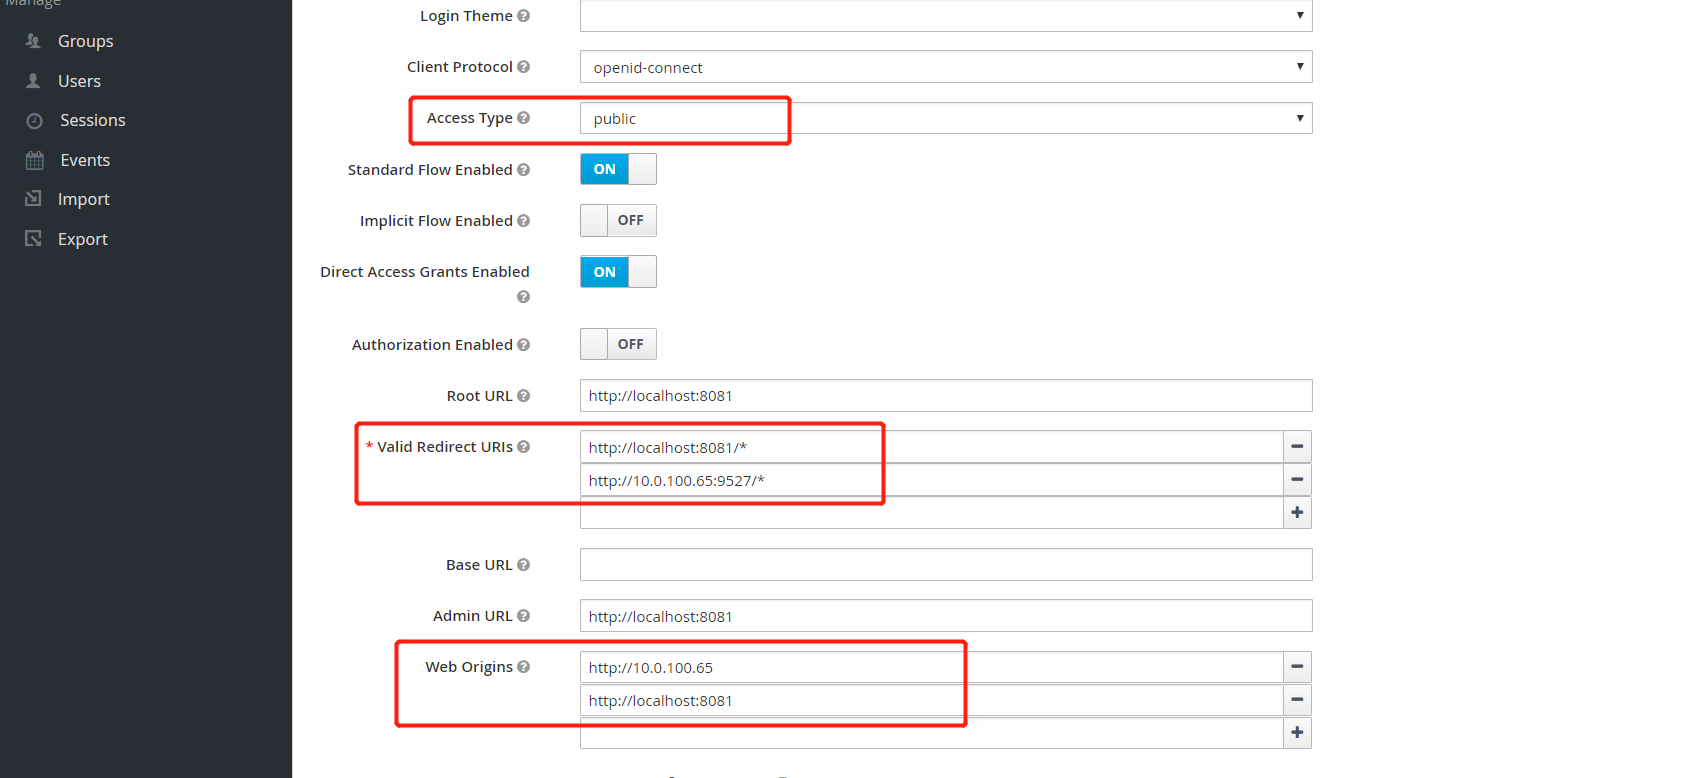 Manage
Groups
Users
Sessions
Events
Import
Export
Login Theme
Client Protocol openid-connect
Access Type public
Standard Flow Enabled ON
Implicit Flow Enabled OFF
Direct Access Grants Enabled ON
Authorization Enabled OFF
Root URL http://localhost:8081
* Valid Redirect URIs http://localhost:8081/*
http://10.0.100.65:9527/*
Base URL
Admin URL http://localhost:8081
Web Origins http://10.0.100.65
http://localhost:8081